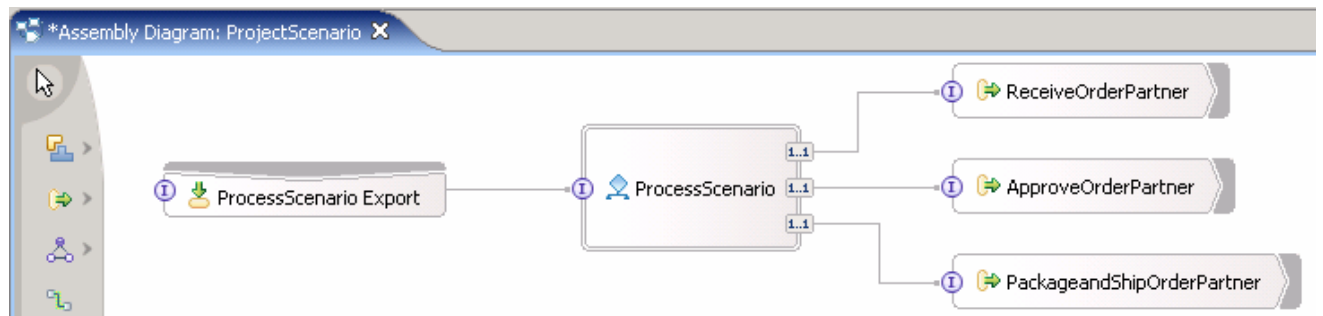 *Assembly Diagram: ProjectScenario
I ReceiveOrderPartner
1..1
I ProcessScenario Export
I ProcessScenario
1..1
I ApproveOrderPartner
1..1
I PackageandShipOrderPartner